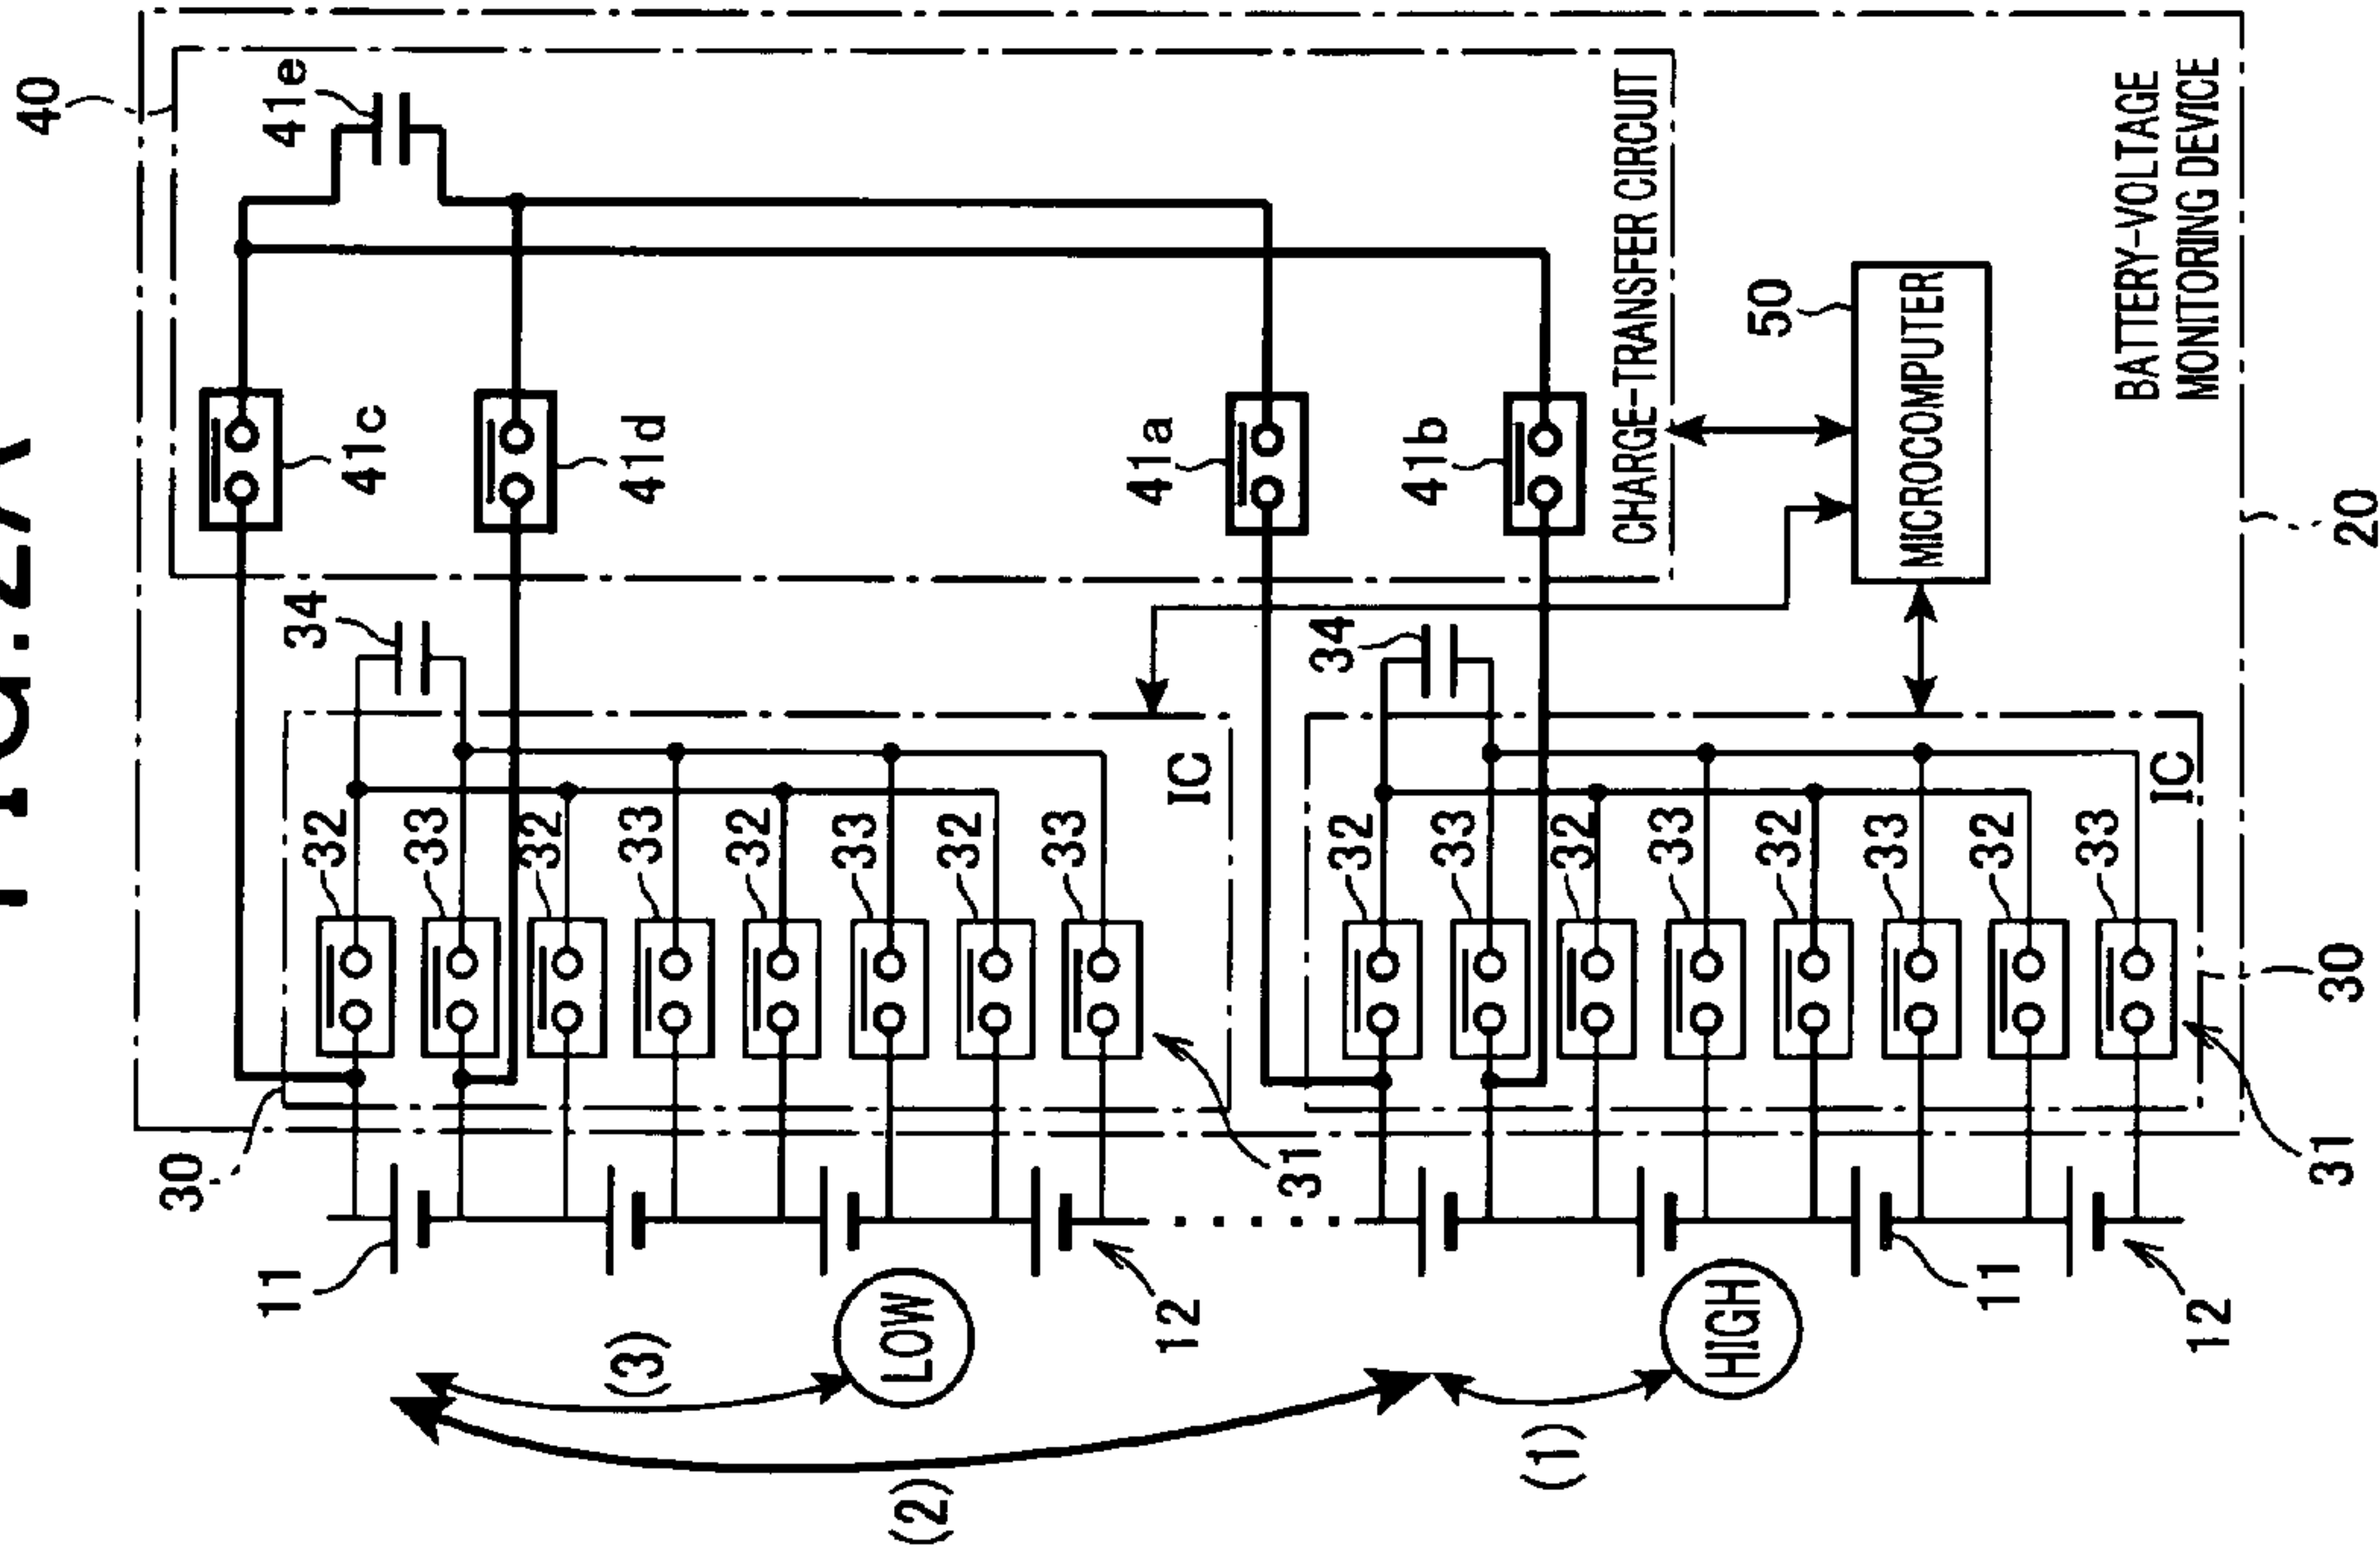 FIG.2A
40
30
11
34
41e
32
41c
33
32
(3)
33
41d
32
33
LOW
(2)
32
33
41a
12
IC
31
34
32
41b
33
(1)
32
CHARGE-TRANSFER CIRCUIT
33
HIGH
50
32
33
MICROCOMPUTER
11
32
33
BATTERY-VOLTAGE
MONITORING DEVICE
IC
12
31
30
20